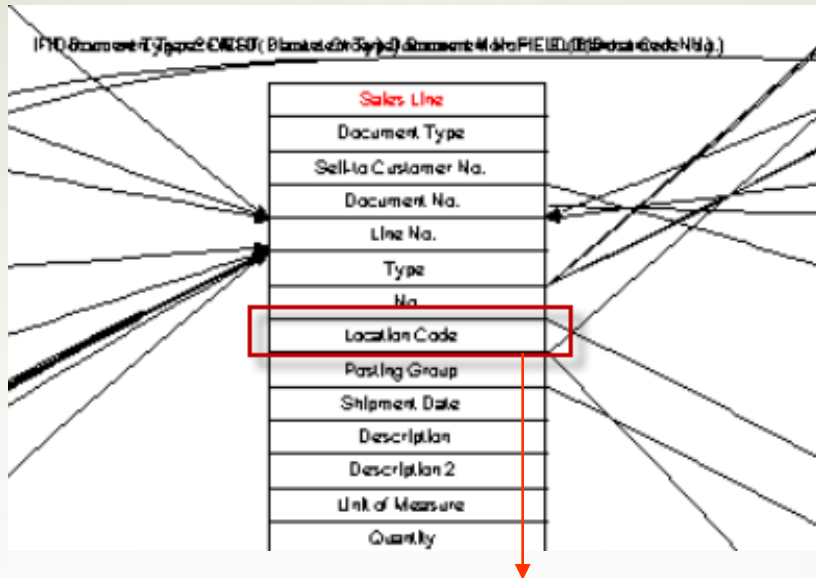 Sales Line
Document Type
Sell-to Customer No.
Document No.
Line No.
Type
No.
Location Code
Posting Group
Shipment Date
Description
Description 2
Unit of Measure
Quantity